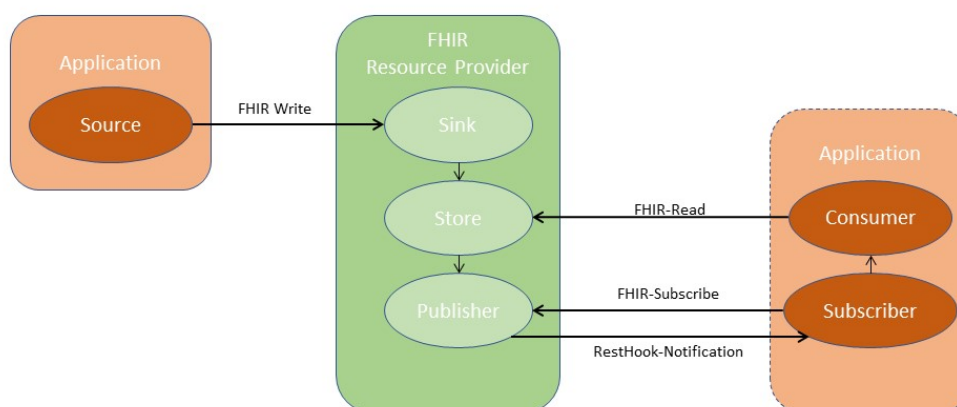 Application
Source
FHIR Write
FHIR
Resource Provider
Sink
Store
Publisher
FHIR-Read
FHIR-Subscribe
RestHook-Notification
Application
Consumer
Subscriber